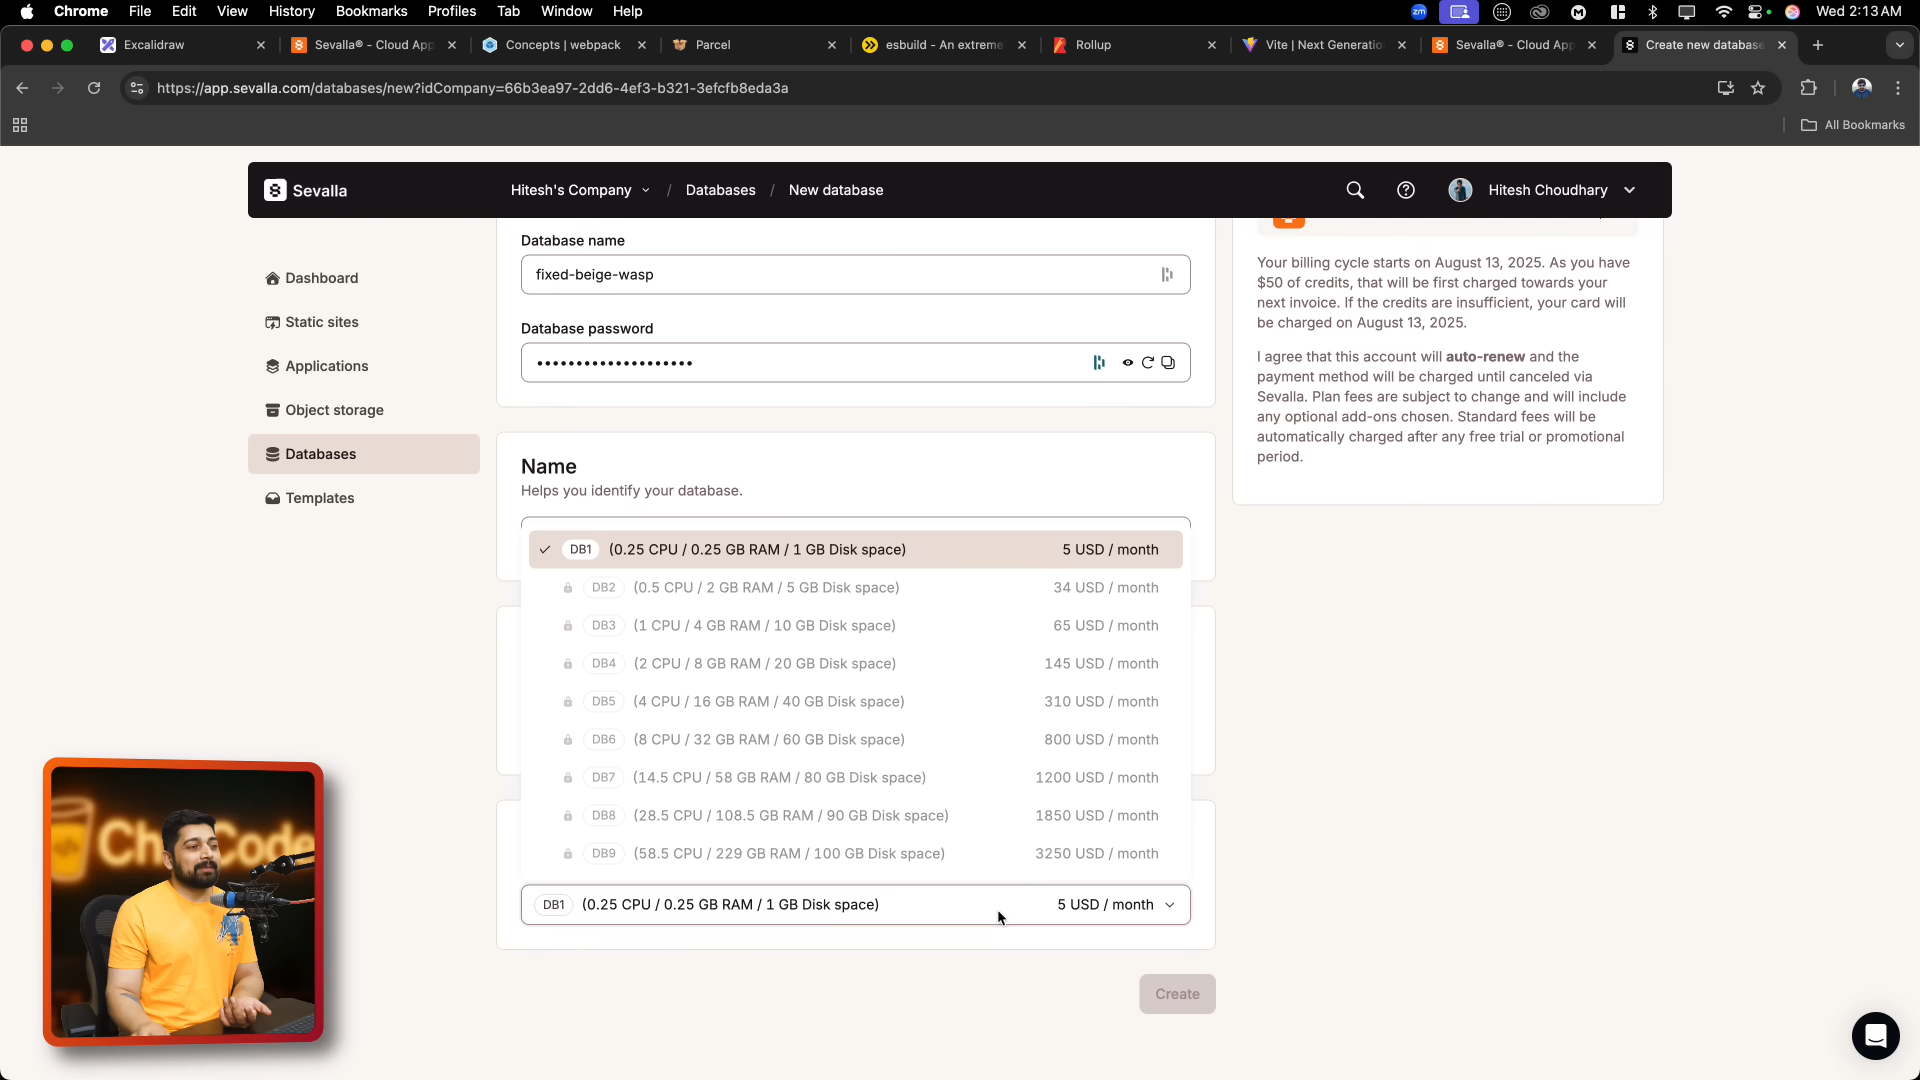 Chrome File Edit View History Bookmarks Profiles Tab Window Help
zm
Wed 2:13 AM
Excalidraw
Sevalla® - Cloud App
Concepts | webpack
Parcel
esbuild - An extreme
Rollup
Vite | Next Generatio
Sevalla® - Cloud App
Create new database
https://app.sevalla.com/databases/new?idCompany=66b3ea97-2dd6-4ef3-b321-3efcfb8eda3a
All Bookmarks
Sevalla
Hitesh's Company / Databases / New database
Hitesh Choudhary
Dashboard
Static sites
Applications
Object storage
Databases
Templates
Database name
fixed-beige-wasp
Database password
••••••••••••••••••••
Name
Helps you identify your database.
DB1 (0.25 CPU / 0.25 GB RAM / 1 GB Disk space) 5 USD / month
DB2 (0.5 CPU / 2 GB RAM / 5 GB Disk space) 34 USD / month
DB3 (1 CPU / 4 GB RAM / 10 GB Disk space) 65 USD / month
DB4 (2 CPU / 8 GB RAM / 20 GB Disk space) 145 USD / month
DB5 (4 CPU / 16 GB RAM / 40 GB Disk space) 310 USD / month
DB6 (8 CPU / 32 GB RAM / 60 GB Disk space) 800 USD / month
DB7 (14.5 CPU / 58 GB RAM / 80 GB Disk space) 1200 USD / month
DB8 (28.5 CPU / 108.5 GB RAM / 90 GB Disk space) 1850 USD / month
DB9 (58.5 CPU / 229 GB RAM / 100 GB Disk space) 3250 USD / month
DB1 (0.25 CPU / 0.25 GB RAM / 1 GB Disk space) 5 USD / month
Create
Your billing cycle starts on August 13, 2025. As you have
$50 of credits, that will be first charged towards your
next invoice. If the credits are insufficient, your card will
be charged on August 13, 2025.
I agree that this account will auto-renew and the
payment method will be charged until canceled via
Sevalla. Plan fees are subject to change and will include
any optional add-ons chosen. Standard fees will be
automatically charged after any free trial or promotional
period.